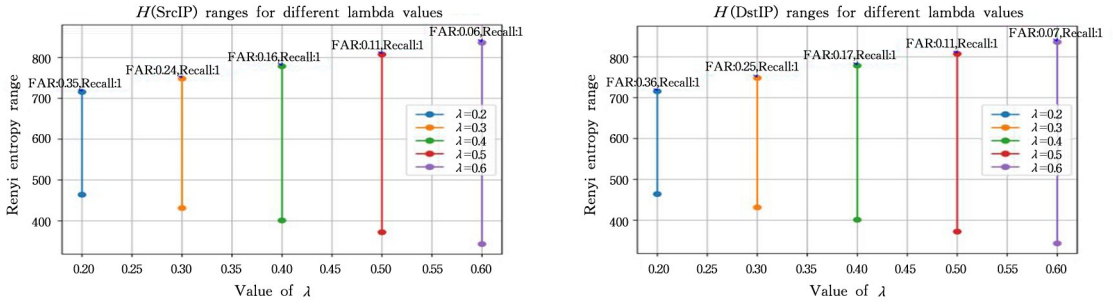 H(SrcIP) ranges for different lambda values
FAR:0.06,Recall:1
FAR:0.11,Recall:1
FAR:0.16,Recall:1
FAR:0.24,Recall:1
FAR:0.35,Recall:1
800
700
600
500
400
Renyi entropy range
λ=0.2
λ=0.3
λ=0.4
λ=0.5
λ=0.6
0.20 0.25 0.30 0.35 0.40 0.45 0.50 0.55 0.60
Value of λ
H(DstIP) ranges for different lambda values
FAR:0.07,Recall:1
FAR:0.11,Recall:1
FAR:0.17,Recall:1
FAR:0.25,Recall:1
FAR:0.36,Recall:1
800
700
600
500
400
Renyi entropy range
λ=0.2
λ=0.3
λ=0.4
λ=0.5
λ=0.6
0.20 0.25 0.30 0.35 0.40 0.45 0.50 0.55 0.60
Value of λ